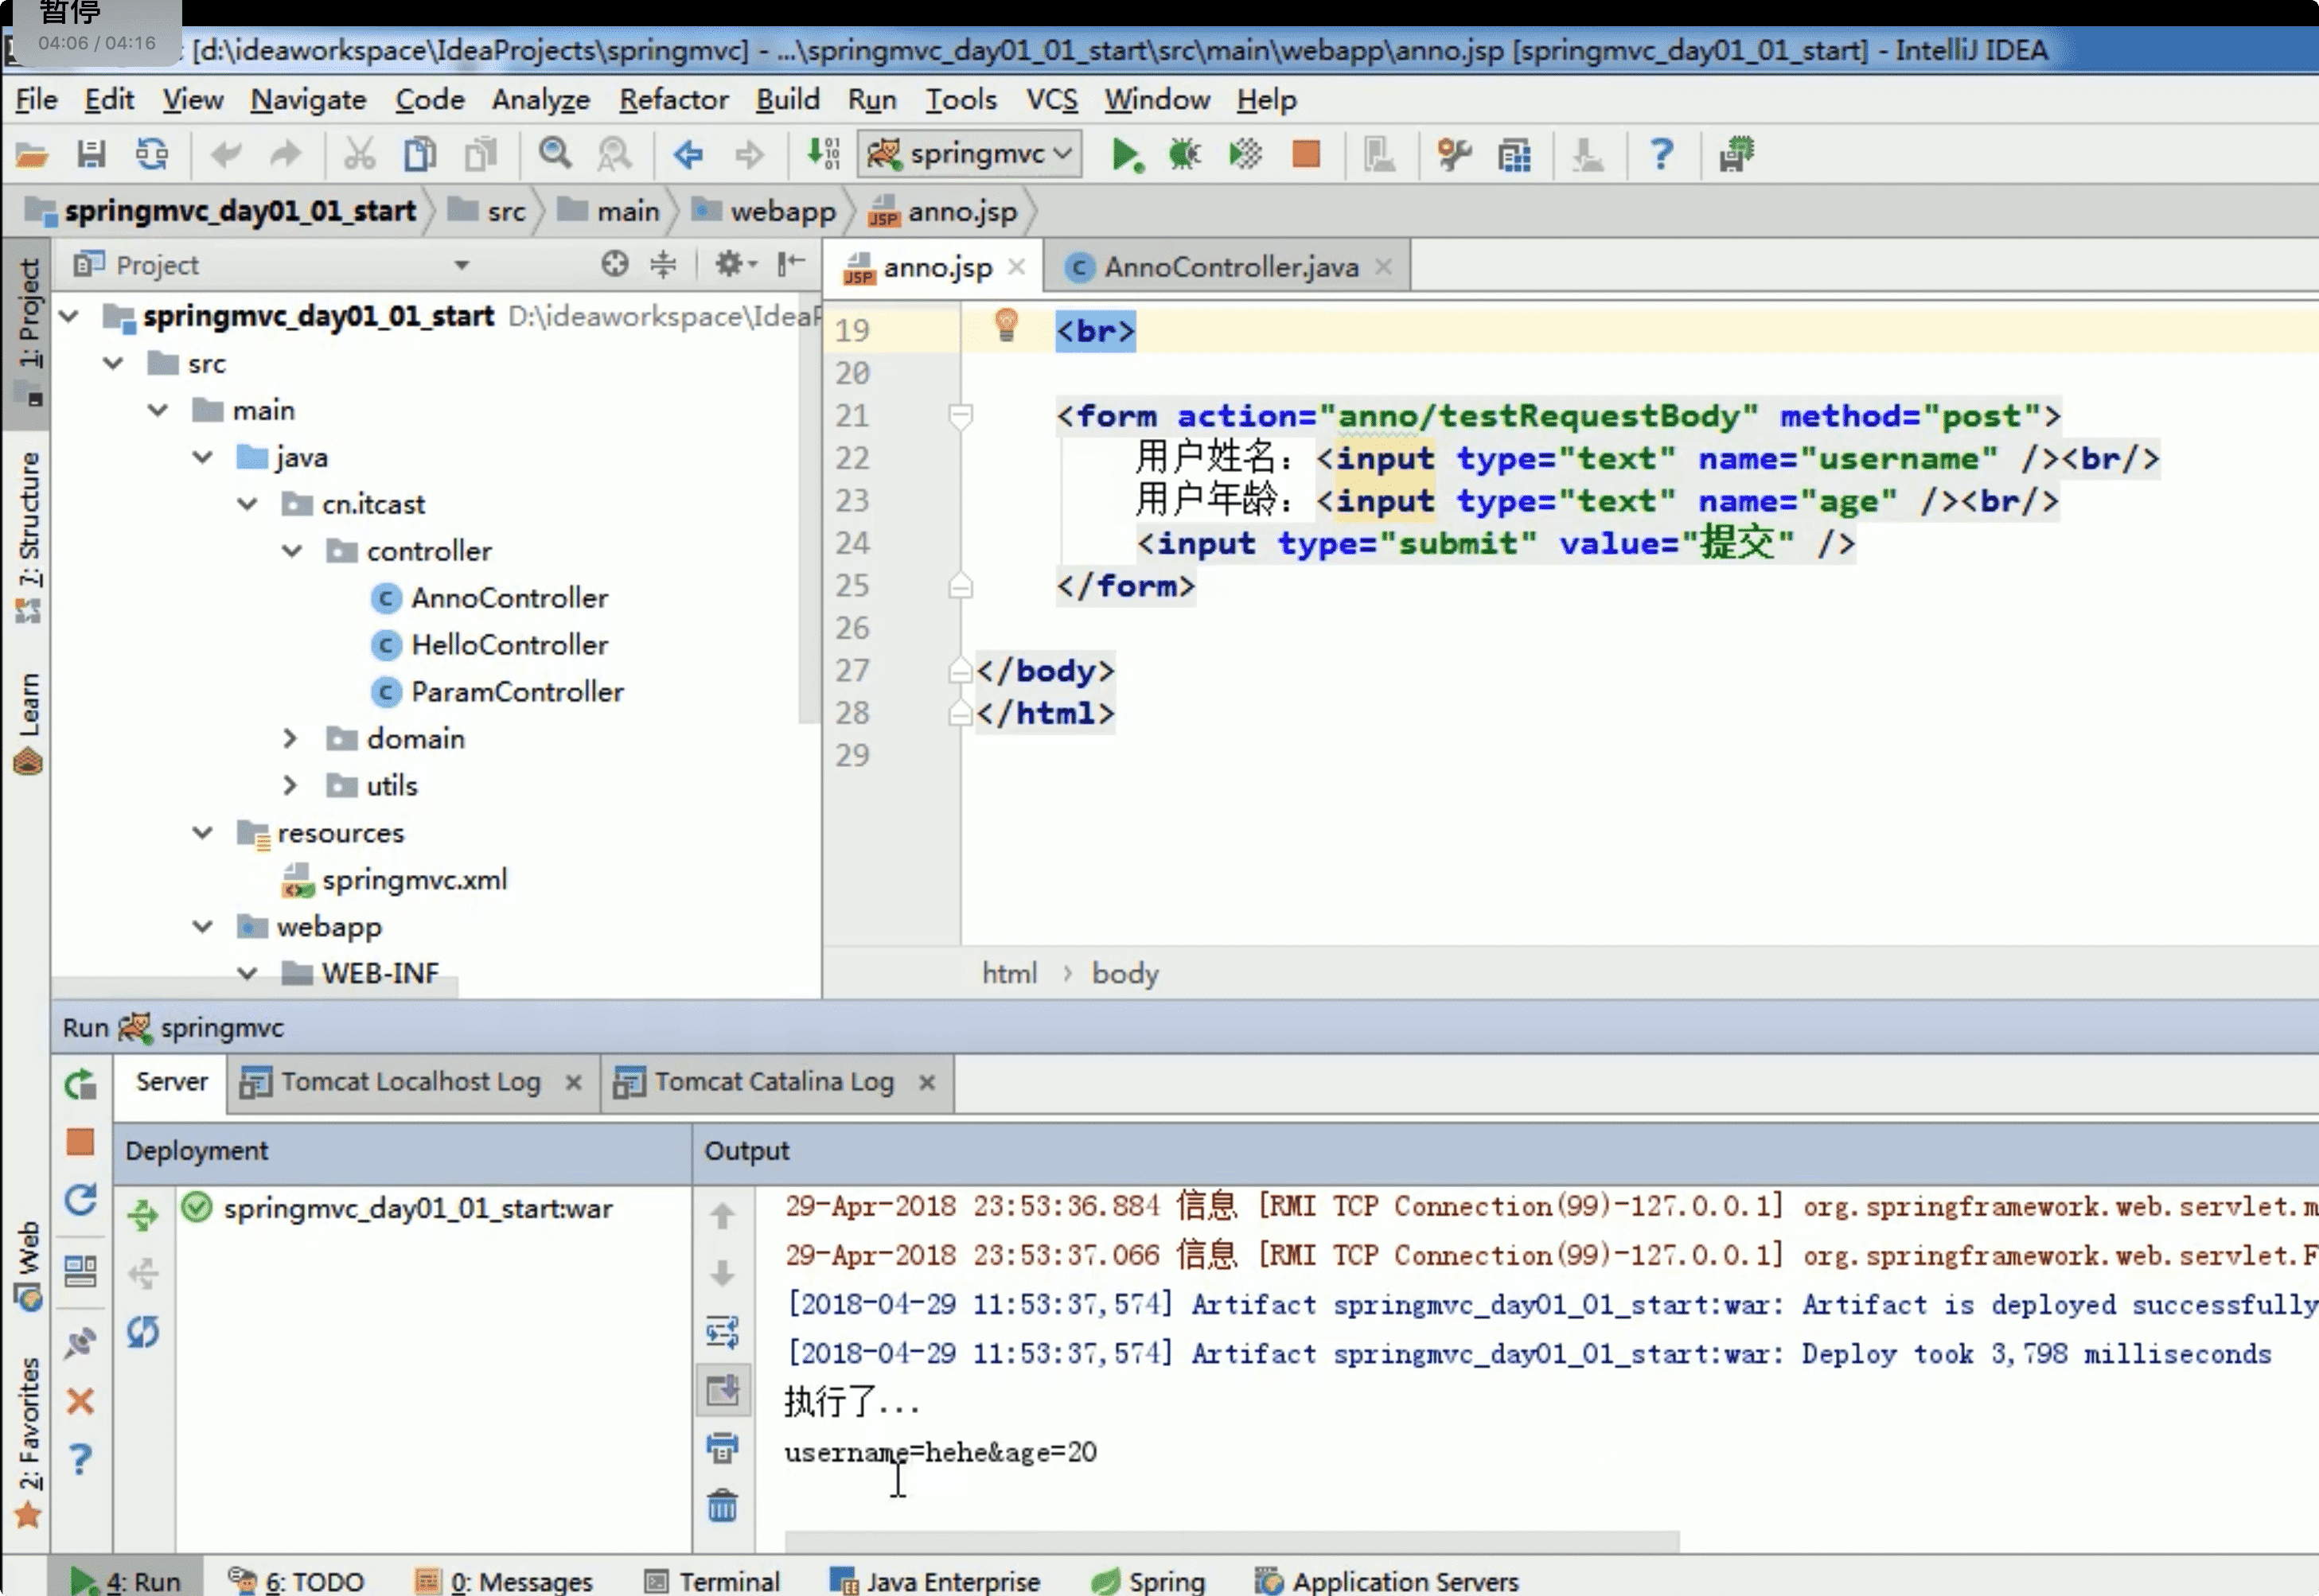 暂停
04:06 / 04:16
[d:\ideaworkspace\IdeaProjects\springmvc] - ...\springmvc_day01_01_start\src\main\webapp\anno.jsp [springmvc_day01_01_start] - IntelliJ IDEA
File Edit View Navigate Code Analyze Refactor Build Run Tools VCS Window Help
springmvc
springmvc_day01_01_start src main webapp anno.jsp
1: Project
7: Structure
Learn
Web
2: Favorites
Project
springmvc_day01_01_start D:\ideaworkspace\IdeaP
src
main
java
cn.itcast
controller
AnnoController
HelloController
ParamController
domain
utils
resources
springmvc.xml
webapp
WEB-INF
anno.jsp AnnoController.java
19 <br>
20
21 <form action="anno/testRequestBody" method="post">
22 用户姓名：<input type="text" name="username" /><br/>
23 用户年龄：<input type="text" name="age" /><br/>
24 <input type="submit" value="提交" />
25 </form>
26
27 </body>
28 </html>
29
html › body
Run springmvc
Server Tomcat Localhost Log Tomcat Catalina Log
Deployment
springmvc_day01_01_start:war
Output
29-Apr-2018 23:53:36.884 信息 [RMI TCP Connection(99)-127.0.0.1] org.springframework.web.servlet.m
29-Apr-2018 23:53:37.066 信息 [RMI TCP Connection(99)-127.0.0.1] org.springframework.web.servlet.F
[2018-04-29 11:53:37,574] Artifact springmvc_day01_01_start:war: Artifact is deployed successfully
[2018-04-29 11:53:37,574] Artifact springmvc_day01_01_start:war: Deploy took 3,798 milliseconds
执行了...
username=hehe&age=20
4: Run 6: TODO 0: Messages Terminal Java Enterprise Spring Application Servers